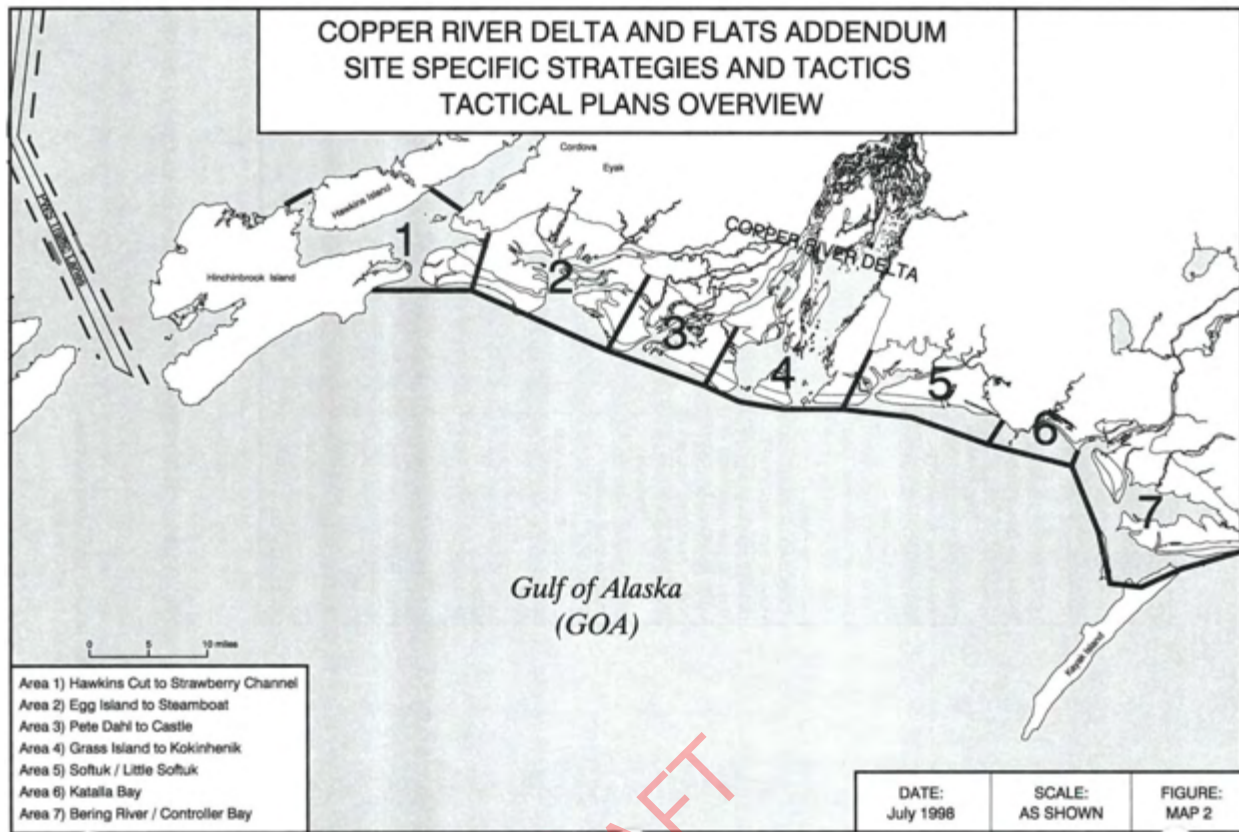 COPPER RIVER DELTA AND FLATS ADDENDUM
SITE SPECIFIC STRATEGIES AND TACTICS
TACTICAL PLANS OVERVIEW
Cordova
Eyak
Hawkins Island
Hinchinbrook Island
COPPER RIVER DELTA
1
2
3
4
5
6
7
Gulf of Alaska
(GOA)
Kayak Island
0 5 10 miles
Area 1) Hawkins Cut to Strawberry Channel
Area 2) Egg Island to Steamboat
Area 3) Pete Dahl to Castle
Area 4) Grass Island to Kokinhenik
Area 5) Softuk / Little Softuk
Area 6) Katalla Bay
Area 7) Bering River / Controller Bay
DATE:
July 1998
SCALE:
AS SHOWN
FIGURE:
MAP 2
AFT